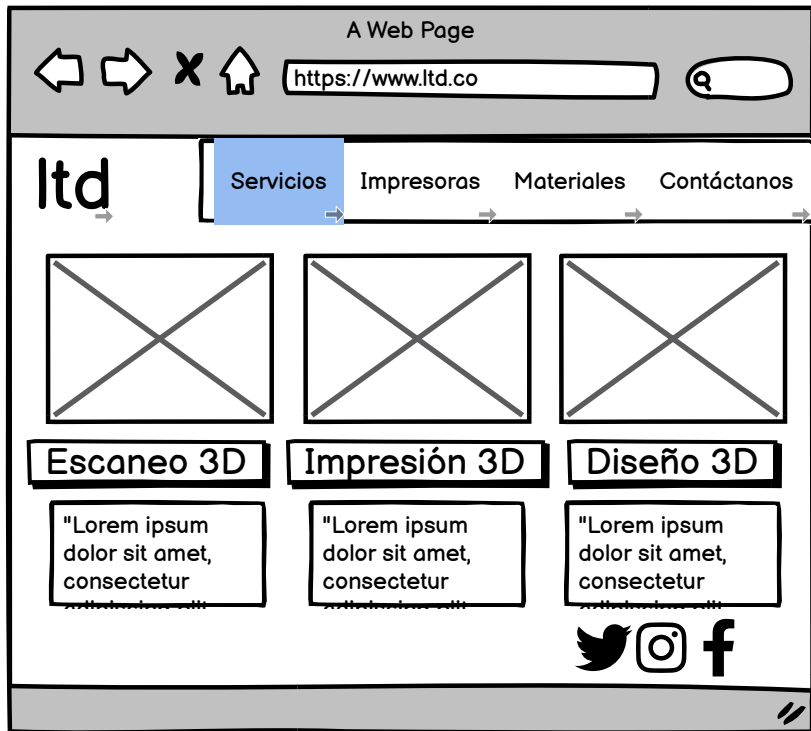 A Web Page
https://www.ltd.co
ltd
Servicios Impresoras Materiales Contáctanos
Escaneo 3D Impresión 3D Diseño 3D
"Lorem ipsum
dolor sit amet,
consectetur
"Lorem ipsum
dolor sit amet,
consectetur
"Lorem ipsum
dolor sit amet,
consectetur